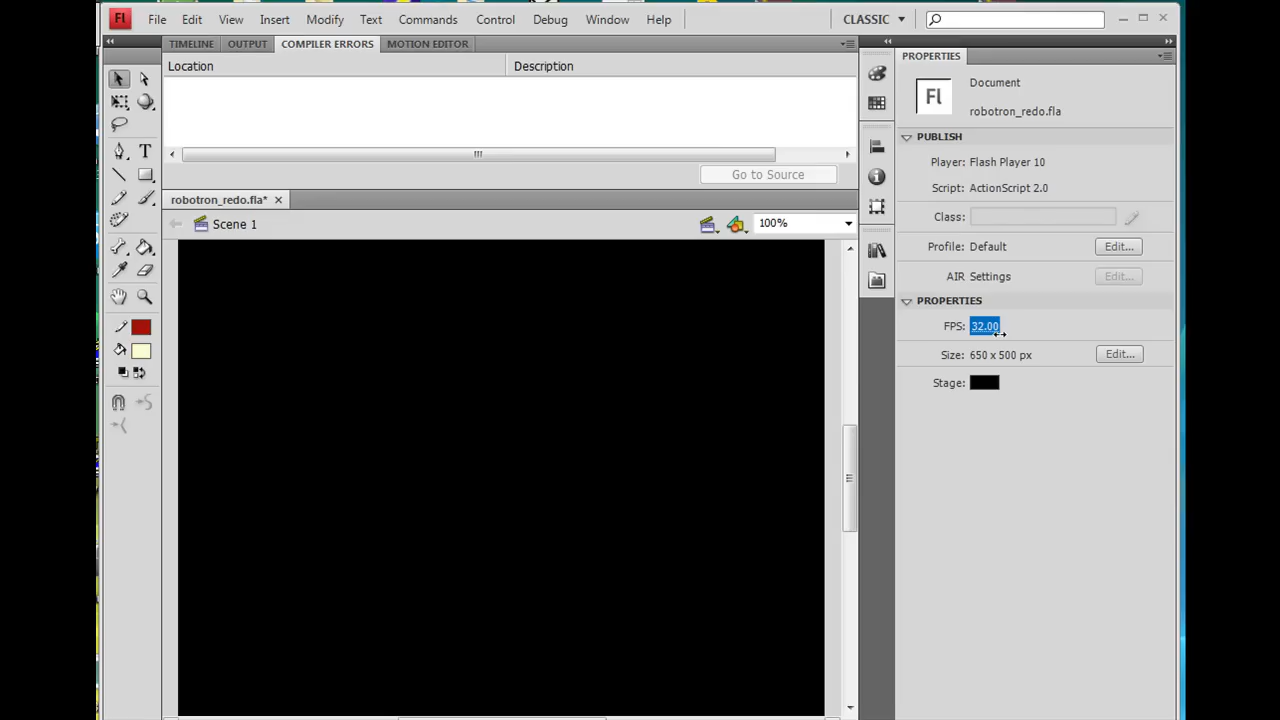 Fl File Edit View Insert Modify Text Commands Control Debug Window Help CLASSIC
TIMELINE OUTPUT COMPILER ERRORS MOTION EDITOR
Location Description
Go to Source
robotron_redo.fla*
Scene 1 100%
PROPERTIES
Fl Document
robotron_redo.fla
PUBLISH
Player: Flash Player 10
Script: ActionScript 2.0
Class:
Profile: Default Edit...
AIR Settings Edit...
PROPERTIES
FPS: 32.00
Size: 650 x 500 px Edit...
Stage:
T